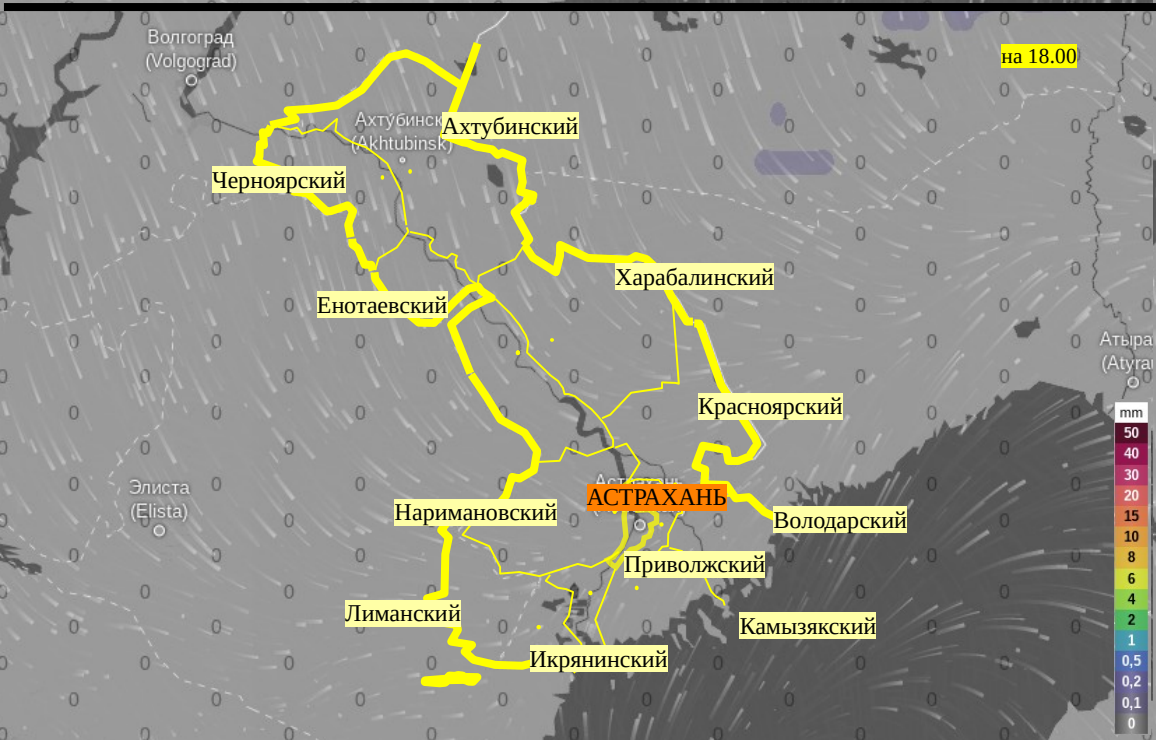 Волгоград
(Volgograd)
на 18.00
Ахтубинск
(Akhtubinsk)
Ахтубинский
Черноярский
Харабалинский
Енотаевский
Атыра
(Atyrau
Красноярский
mm
50
40
30
20
15
10
8
6
4
2
1
0,5
0,2
0,1
0
Элиста
(Elista)
Астрахань
АСТРАХАНЬ
Наримановский
Володарский
Приволжский
Лиманский
Камызякский
Икрянинский